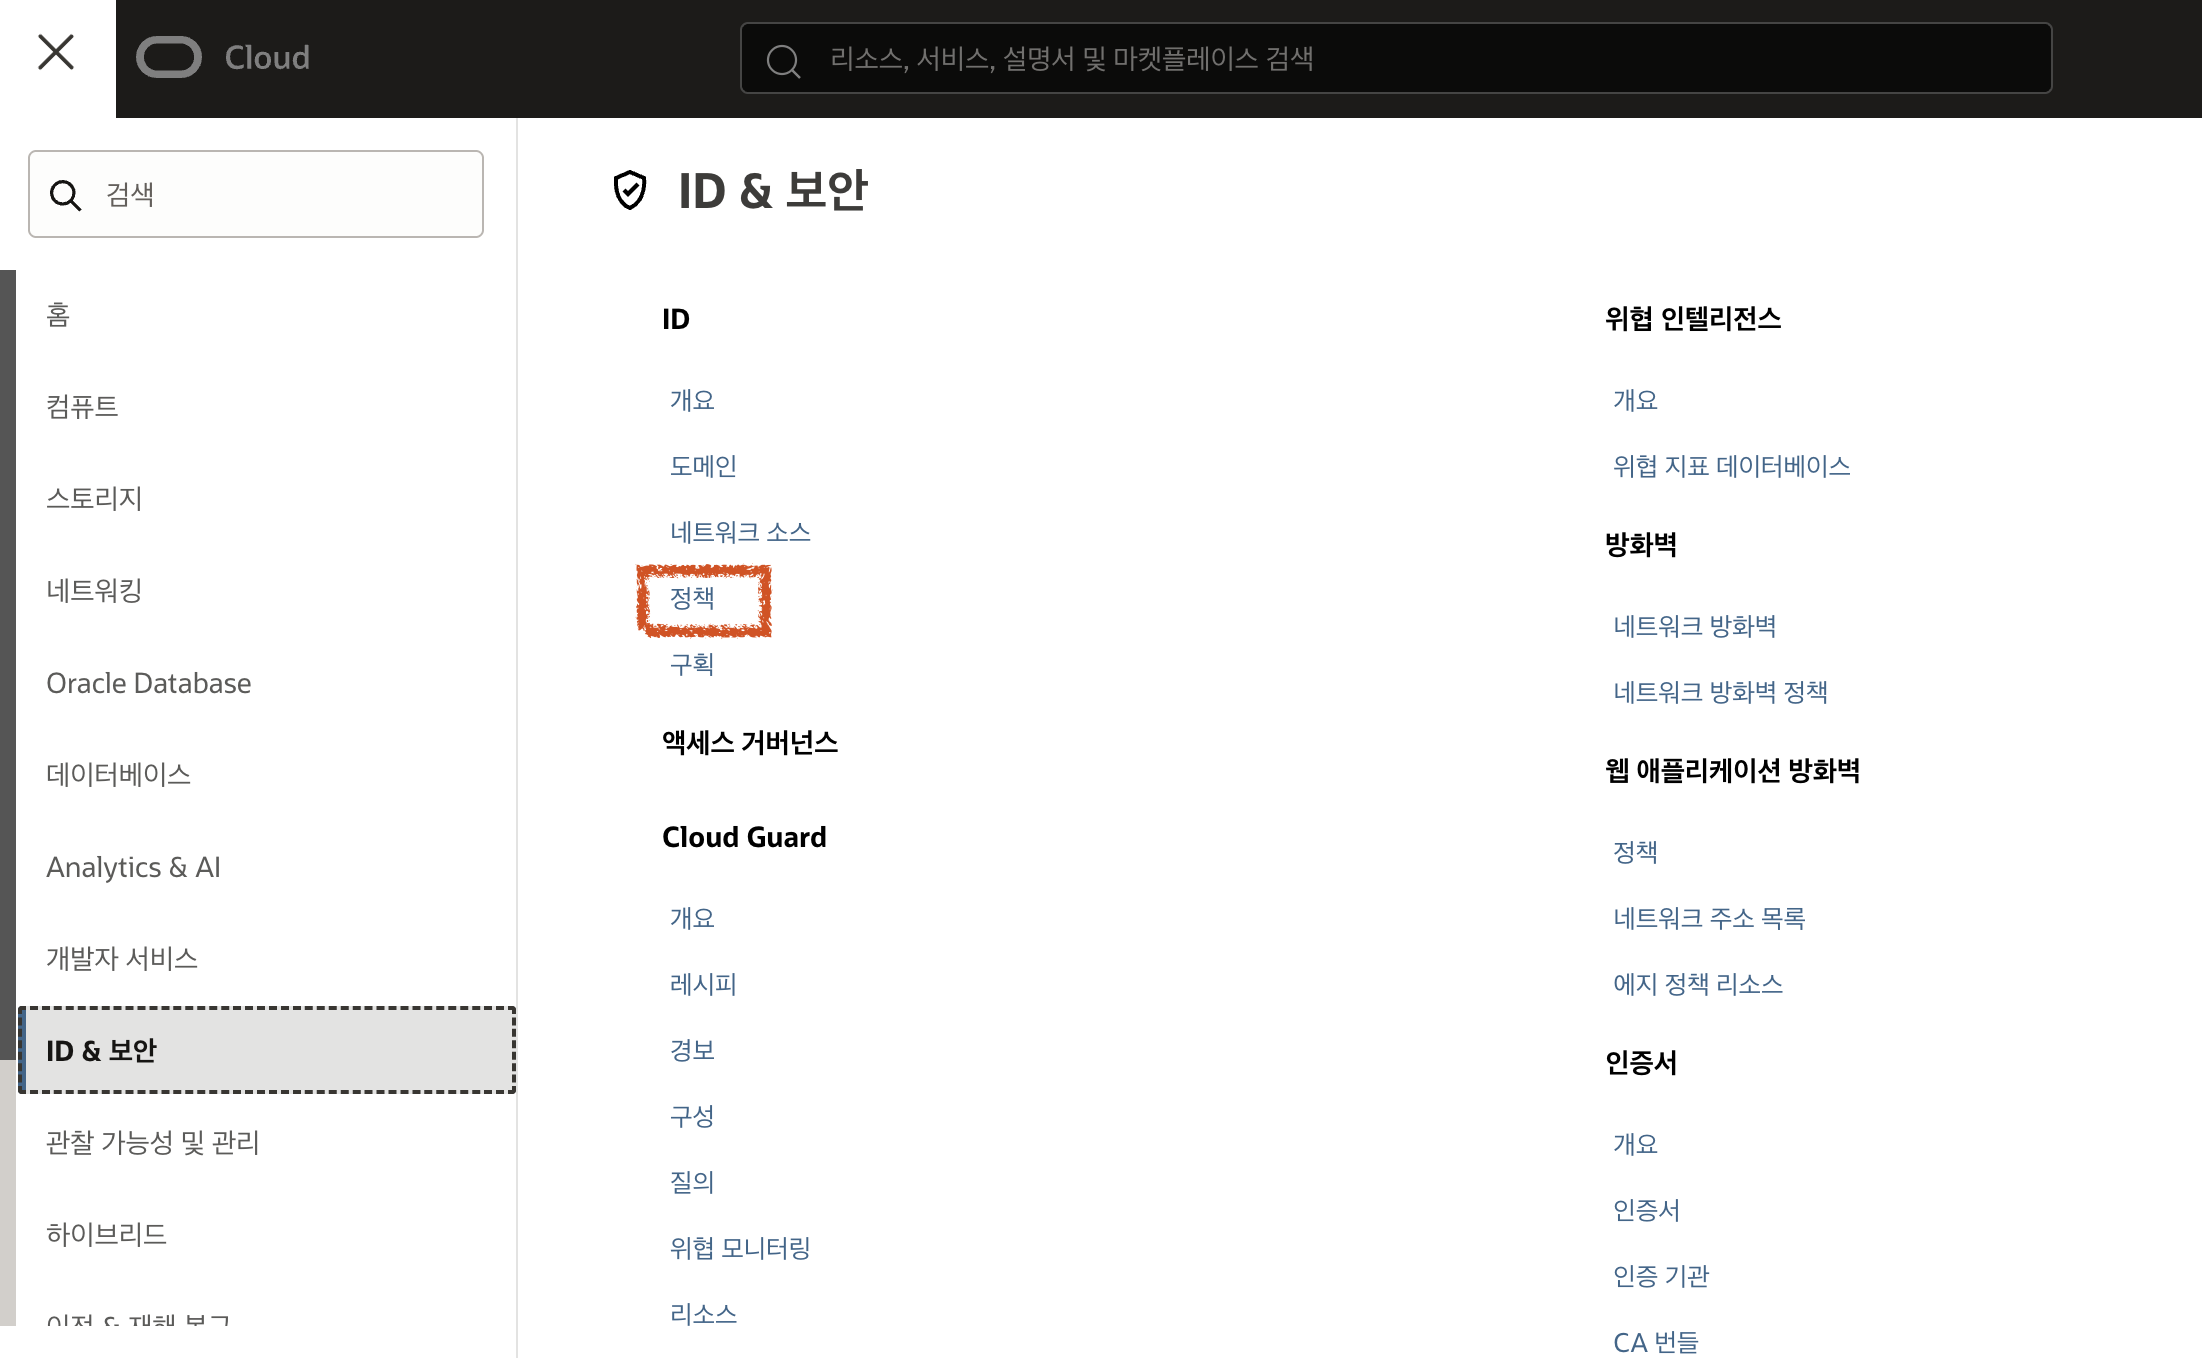 Cloud
리소스, 서비스, 설명서 및 마켓플레이스 검색
검색
홈
컴퓨트
스토리지
네트워킹
Oracle Database
데이터베이스
Analytics & AI
개발자 서비스
ID & 보안
관찰 가능성 및 관리
하이브리드
이전 & 재해 복구
ID & 보안
ID
개요
도메인
네트워크 소스
정책
구획
액세스 거버넌스
Cloud Guard
개요
레시피
경보
구성
질의
위협 모니터링
리소스
위협 인텔리전스
개요
위협 지표 데이터베이스
방화벽
네트워크 방화벽
네트워크 방화벽 정책
웹 애플리케이션 방화벽
정책
네트워크 주소 목록
에지 정책 리소스
인증서
개요
인증서
인증 기관
CA 번들